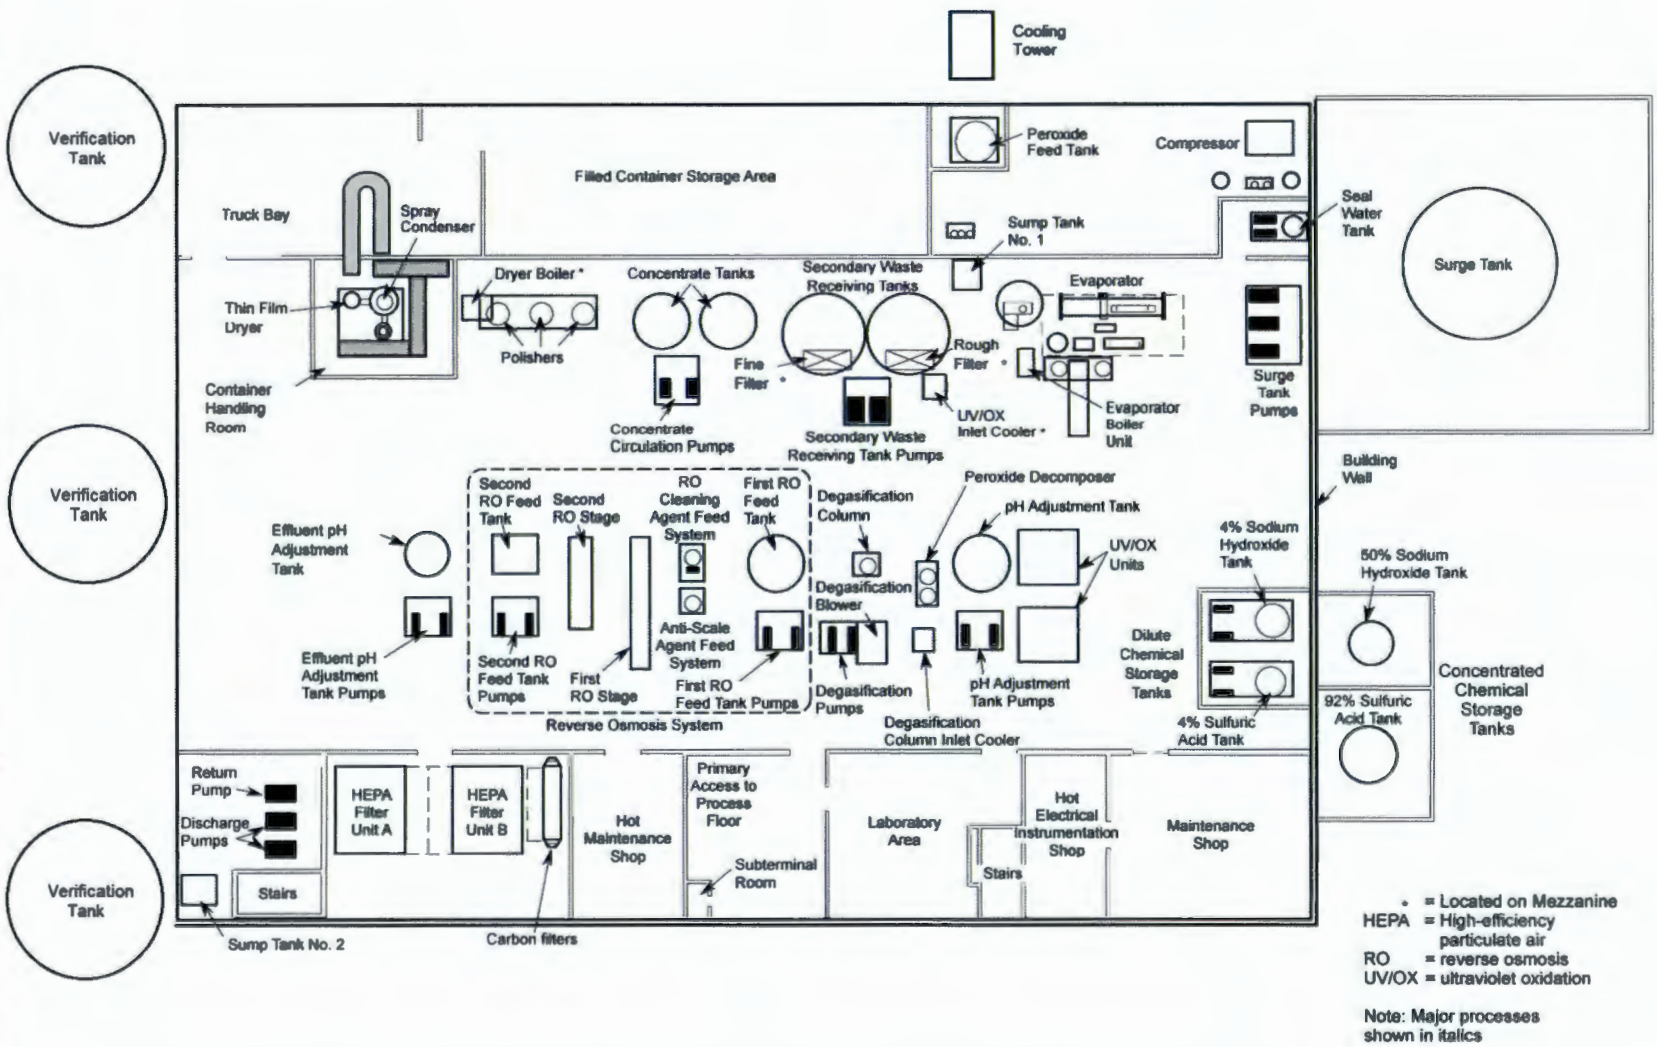 Cooling
Tower
Verification
Tank
Peroxide
Feed Tank
Compressor
Filled Container Storage Area
Truck Bay
Spray
Condenser
Sump Tank
No. 1
Seal
Water
Tank
Surge Tank
Dryer Boiler *
Concentrate Tanks
Secondary Waste
Receiving Tanks
Evaporator
Thin Film
Dryer
Polishers
Fine
Filter *
Rough
Filter *
Surge
Tank
Pumps
Container
Handling
Room
Concentrate
Circulation Pumps
UV/OX
Inlet Cooler *
Evaporator
Boiler
Unit
Secondary Waste
Receiving Tank Pumps
Building
Wall
Verification
Tank
Second
RO Feed
Tank
Second
RO Stage
RO
Cleaning
Agent Feed
System
First RO
Feed
Tank
Degasification
Column
Peroxide Decomposer
pH Adjustment Tank
UV/OX
Units
4% Sodium
Hydroxide
Tank
50% Sodium
Hydroxide Tank
Effluent pH
Adjustment
Tank
Degasification
Blower
Effluent pH
Adjustment
Tank Pumps
Second RO
Feed Tank
Pumps
First
RO Stage
Anti-Scale
Agent Feed
System
First RO
Feed Tank Pumps
Degasification
Pumps
pH Adjustment
Tank Pumps
Dilute
Chemical
Storage
Tanks
Concentrated
Chemical
Storage
Tanks
92% Sulfuric
Acid Tank
4% Sulfuric
Acid Tank
Reverse Osmosis System
Degasification
Column Inlet Cooler
Return
Pump
Discharge
Pumps
HEPA
Filter
Unit A
HEPA
Filter
Unit B
Hot
Maintenance
Shop
Primary
Access to
Process
Floor
Laboratory
Area
Hot
Electrical
Instrumentation
Shop
Maintenance
Shop
Subterminal
Room
Stairs
Stairs
Verification
Tank
Sump Tank No. 2
Carbon filters
* = Located on Mezzanine
HEPA = High-efficiency
particulate air
RO = reverse osmosis
UV/OX = ultraviolet oxidation
Note: Major processes
shown in italics